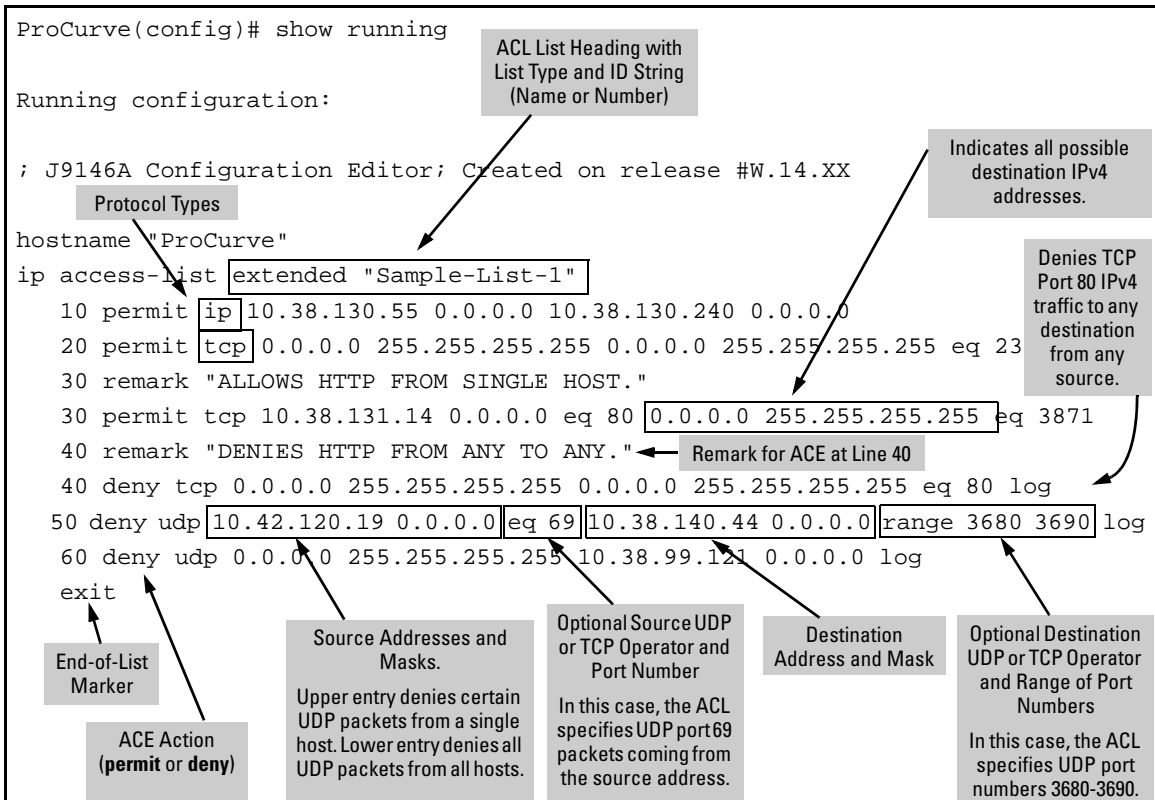 ProCurve(config)# show running
ACL List Heading with
List Type and ID String
(Name or Number)
Running configuration:
Indicates all possible
destination IPv4
addresses.
; J9146A Configuration Editor; Created on release #W.14.XX
Protocol Types
hostname "ProCurve"
Denies TCP
Port 80 IPv4
traffic to any
destination
from any
source.
ip access-list extended "Sample-List-1"
10 permit ip 10.38.130.55 0.0.0.0 10.38.130.240 0.0.0.0
20 permit tcp 0.0.0.0 255.255.255.255 0.0.0.0 255.255.255.255 eq 23
30 remark "ALLOWS HTTP FROM SINGLE HOST."
30 permit tcp 10.38.131.14 0.0.0.0 eq 80 0.0.0.0 255.255.255.255 eq 3871
40 remark "DENIES HTTP FROM ANY TO ANY."
Remark for ACE at Line 40
40 deny tcp 0.0.0.0 255.255.255.255 0.0.0.0 255.255.255.255 eq 80 log
50 deny udp 10.42.120.19 0.0.0.0 eq 69 10.38.140.44 0.0.0.0 range 3680 3690 log
60 deny udp 0.0.0.0 255.255.255.255 10.38.99.121 0.0.0.0 log
exit
End-of-List
Marker
ACE Action
(permit or deny)
Source Addresses and
Masks.
Upper entry denies certain
UDP packets from a single
host. Lower entry denies all
UDP packets from all hosts.
Optional Source UDP
or TCP Operator and
Port Number
In this case, the ACL
specifies UDP port 69
packets coming from
the source address.
Destination
Address and Mask
Optional Destination
UDP or TCP Operator
and Range of Port
Numbers
In this case, the ACL
specifies UDP port
numbers 3680-3690.